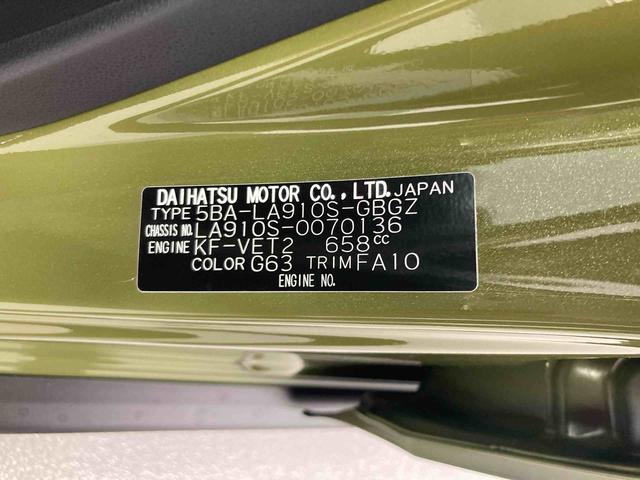 DAIHATSU MOTOR CO., LTD. JAPAN
TYPE 5BA-LA910S-GBGZ
CHASSIS NO. LA910S-0070136
ENGINE KF-VET2 658cc
COLOR G63 TRIM FA10
ENGINE NO.